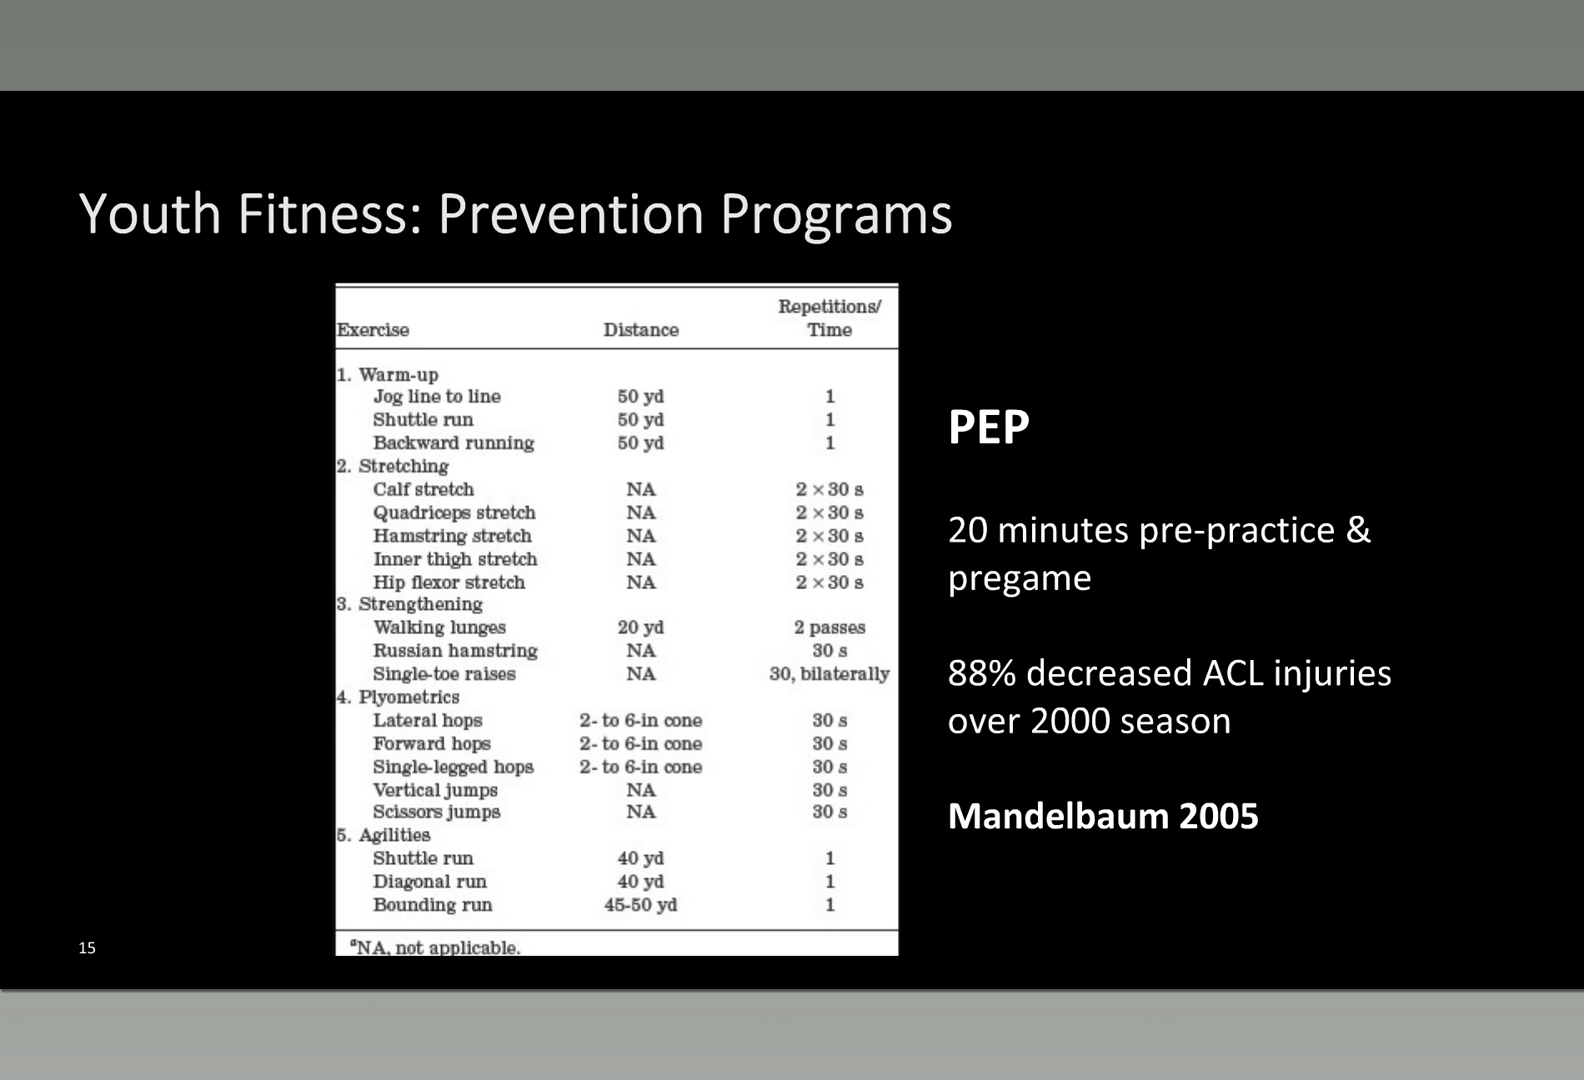 Youth Fitness: Prevention Programs
Repetitions/
Exercise Distance Time
1. Warm-up
Jog line to line 50 yd 1
Shuttle run 50 yd 1
Backward running 50 yd 1
2. Stretching
Calf stretch NA 2 × 30 s
Quadriceps stretch NA 2 × 30 s
Hamstring stretch NA 2 × 30 s
Inner thigh stretch NA 2 × 30 s
Hip flexor stretch NA 2 × 30 s
3. Strengthening
Walking lunges 20 yd 2 passes
Russian hamstring NA 30 s
Single-toe raises NA 30, bilaterally
4. Plyometrics
Lateral hops 2- to 6-in cone 30 s
Forward hops 2- to 6-in cone 30 s
Single-legged hops 2- to 6-in cone 30 s
Vertical jumps NA 30 s
Scissors jumps NA 30 s
5. Agilities
Shuttle run 40 yd 1
Diagonal run 40 yd 1
Bounding run 45-50 yd 1
ᵃNA, not applicable.
PEP
20 minutes pre-practice &
pregame
88% decreased ACL injuries
over 2000 season
Mandelbaum 2005
15